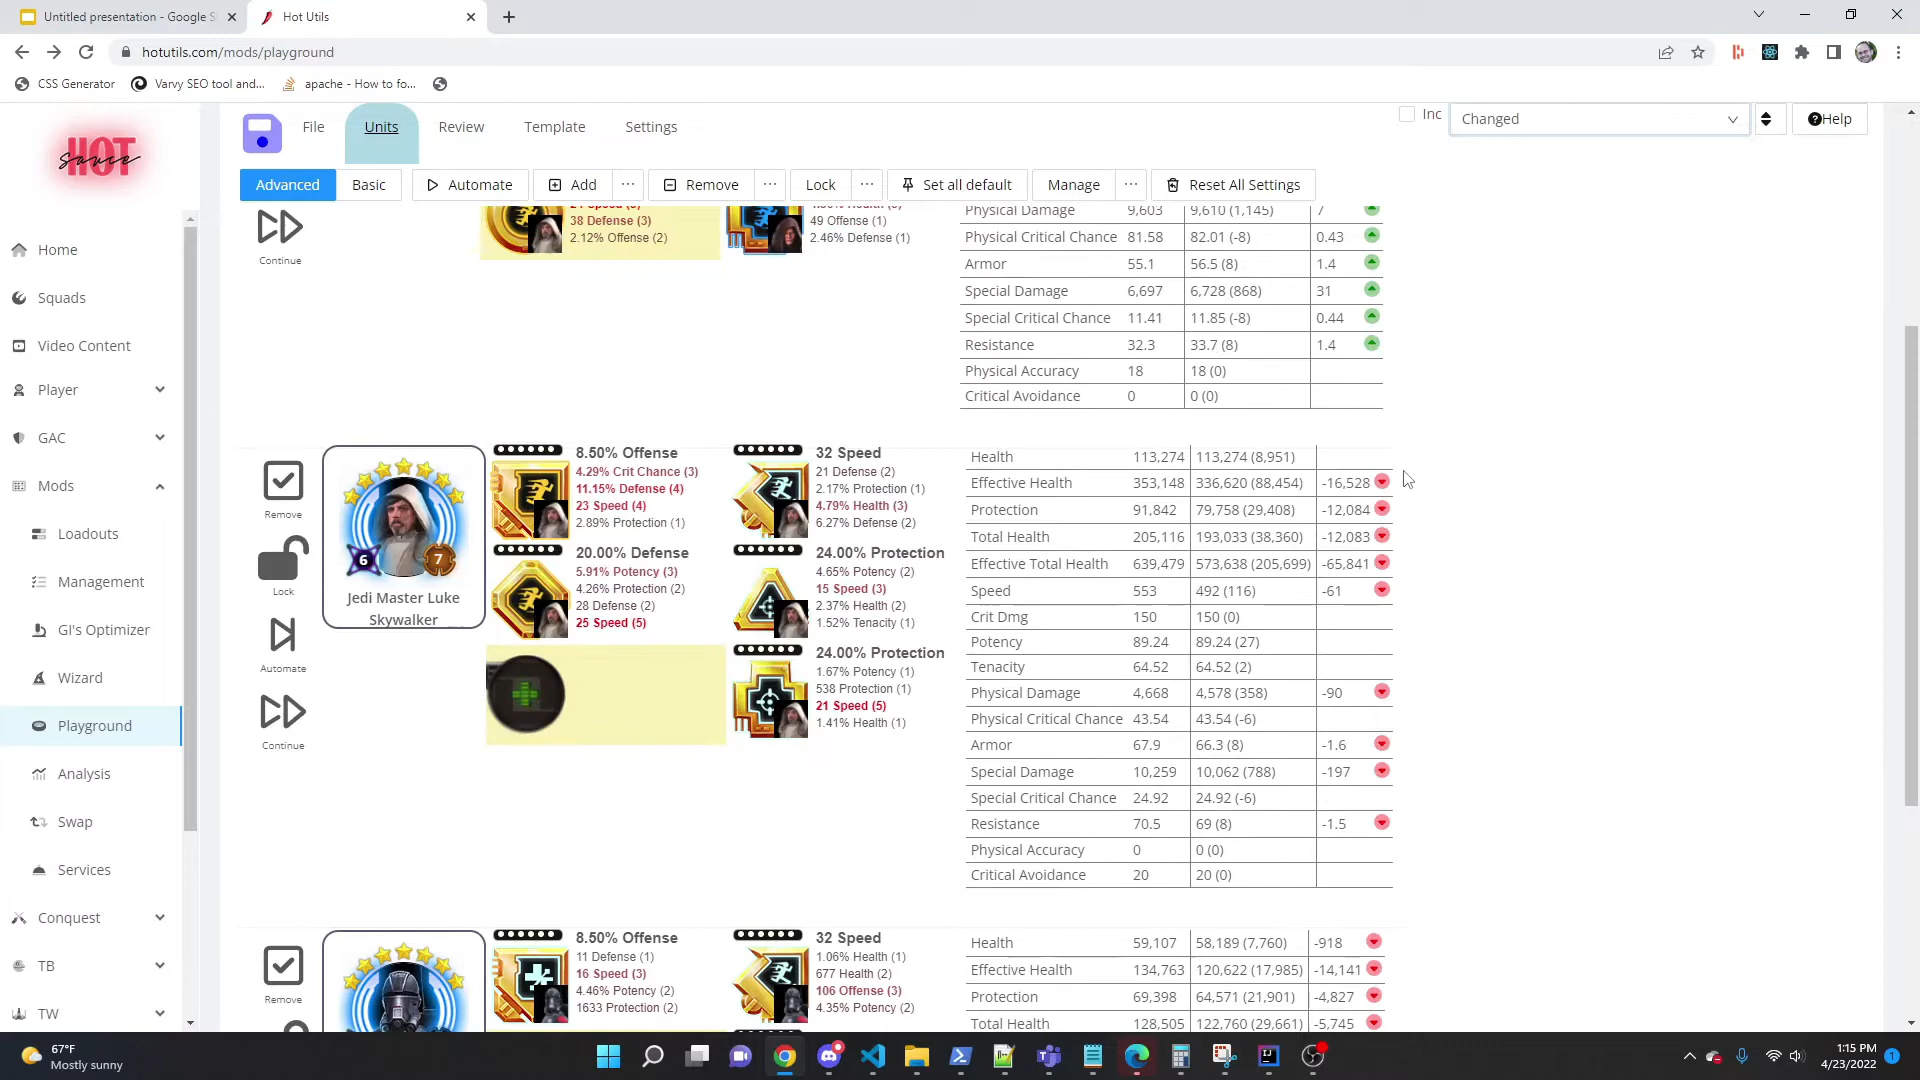 Untitled presentation - Google S
Hot Utils
hotutils.com/mods/playground
CSS Generator
Varvy SEO tool and...
apache - How to fo...
HOT
sauce
Home
Squads
Video Content
Player
GAC
Mods
Loadouts
Management
GI's Optimizer
Wizard
Playground
Analysis
Swap
Services
Conquest
TB
TW
File
Units
Review
Template
Settings
Inc
Changed
Help
Advanced
Basic
Automate
Add
...
Remove
...
Lock
...
Set all default
Manage
...
Reset All Settings
Continue
38 Defense (3)
2.12% Offense (2)
49 Offense (1)
2.46% Defense (1)
Physical Damage 9,603 9,610 (1,145) 7
Physical Critical Chance 81.58 82.01 (-8) 0.43
Armor 55.1 56.5 (8) 1.4
Special Damage 6,697 6,728 (868) 31
Special Critical Chance 11.41 11.85 (-8) 0.44
Resistance 32.3 33.7 (8) 1.4
Physical Accuracy 18 18 (0)
Critical Avoidance 0 0 (0)
Remove
Lock
Automate
Continue
6
7
Jedi Master Luke
Skywalker
8.50% Offense
4.29% Crit Chance (3)
11.15% Defense (4)
23 Speed (4)
2.89% Protection (1)
32 Speed
21 Defense (2)
2.17% Protection (1)
4.79% Health (3)
6.27% Defense (2)
20.00% Defense
5.91% Potency (3)
4.26% Protection (2)
28 Defense (2)
25 Speed (5)
24.00% Protection
4.65% Potency (2)
15 Speed (3)
2.37% Health (2)
1.52% Tenacity (1)
24.00% Protection
1.67% Potency (1)
538 Protection (1)
21 Speed (5)
1.41% Health (1)
Health 113,274 113,274 (8,951)
Effective Health 353,148 336,620 (88,454) -16,528
Protection 91,842 79,758 (29,408) -12,084
Total Health 205,116 193,033 (38,360) -12,083
Effective Total Health 639,479 573,638 (205,699) -65,841
Speed 553 492 (116) -61
Crit Dmg 150 150 (0)
Potency 89.24 89.24 (27)
Tenacity 64.52 64.52 (2)
Physical Damage 4,668 4,578 (358) -90
Physical Critical Chance 43.54 43.54 (-6)
Armor 67.9 66.3 (8) -1.6
Special Damage 10,259 10,062 (788) -197
Special Critical Chance 24.92 24.92 (-6)
Resistance 70.5 69 (8) -1.5
Physical Accuracy 0 0 (0)
Critical Avoidance 20 20 (0)
Remove
8.50% Offense
11 Defense (1)
16 Speed (3)
4.46% Potency (2)
1633 Protection (2)
32 Speed
1.06% Health (1)
677 Health (2)
106 Offense (3)
4.35% Potency (2)
Health 59,107 58,189 (7,760) -918
Effective Health 134,763 120,622 (17,985) -14,141
Protection 69,398 64,571 (21,901) -4,827
Total Health 128,505 122,760 (29,661) -5,745
67°F
Mostly sunny
1:15 PM
4/23/2022
1